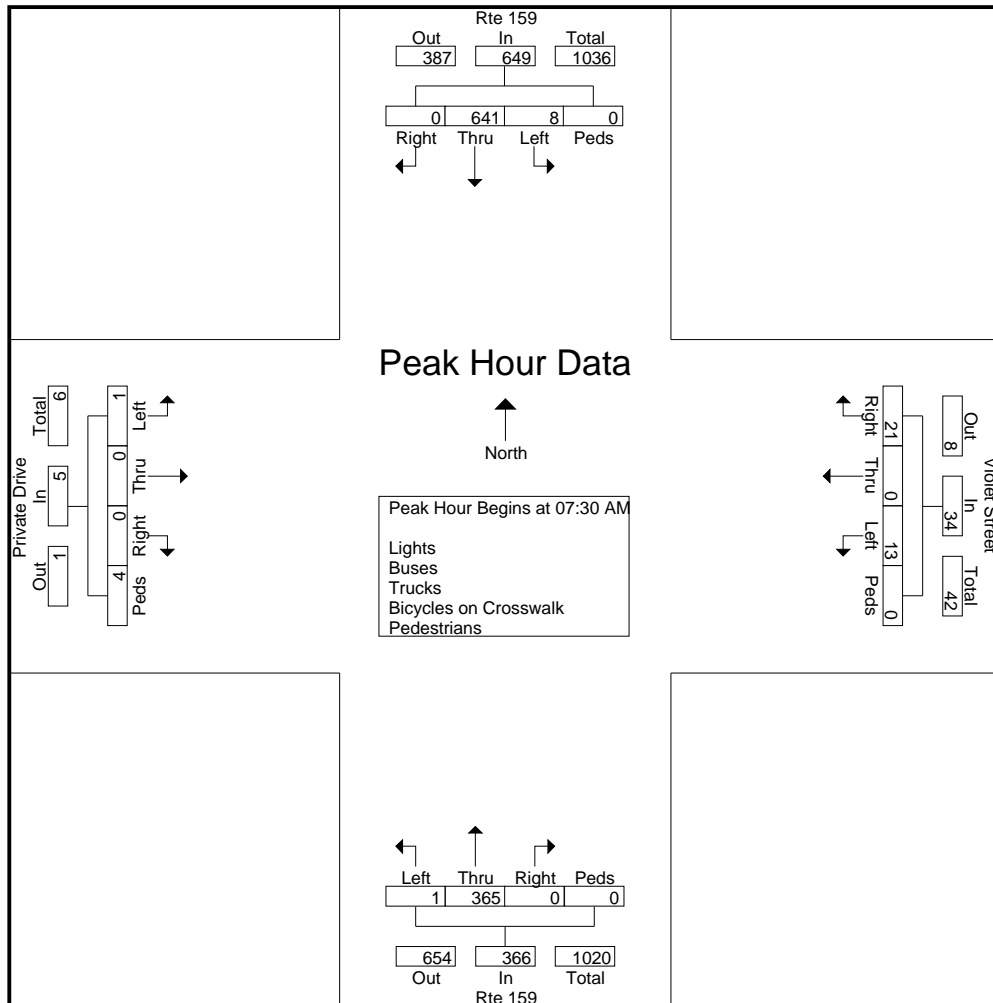 Rte 159
Out In Total
387 649 1036
0 641 8 0
Right Thru Left Peds
Peak Hour Data
North
Peak Hour Begins at 07:30 AM
Lights
Buses
Trucks
Bicycles on Crosswalk
Pedestrians
Private Drive
Out In Total
1 5 6
Left Thru Right Peds
1 0 0 4
Violet Street
Out In Total
8 34 42
Right Thru Left Peds
21 0 13 0
Left Thru Right Peds
1 365 0 0
654 366 1020
Out In Total
Rte 159